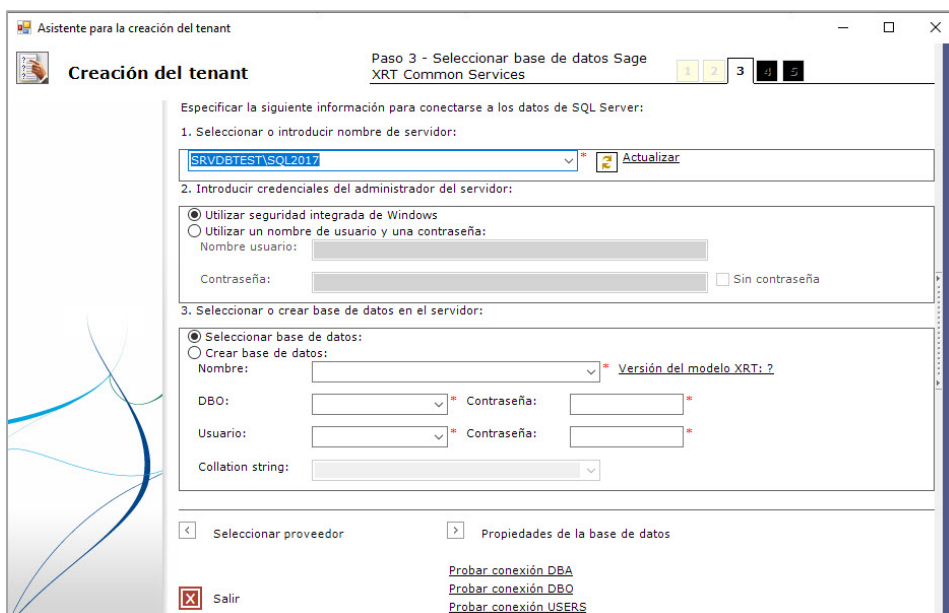 Asistente para la creación del tenant
Creación del tenant
Paso 3 - Seleccionar base de datos Sage
XRT Common Services
1 2 3 4 5
Especificar la siguiente información para conectarse a los datos de SQL Server:
1. Seleccionar o introducir nombre de servidor:
SRVDBTEST\SQL2017 * Actualizar
2. Introducir credenciales del administrador del servidor:
Utilizar seguridad integrada de Windows
Utilizar un nombre de usuario y una contraseña:
Nombre usuario:
Contraseña: Sin contraseña
3. Seleccionar o crear base de datos en el servidor:
Seleccionar base de datos:
Crear base de datos:
Nombre: * Versión del modelo XRT: ?
DBO: * Contraseña: *
Usuario: * Contraseña: *
Collation string:
< Seleccionar proveedor > Propiedades de la base de datos
Probar conexión DBA
Probar conexión DBO
X Salir
Probar conexión USERS